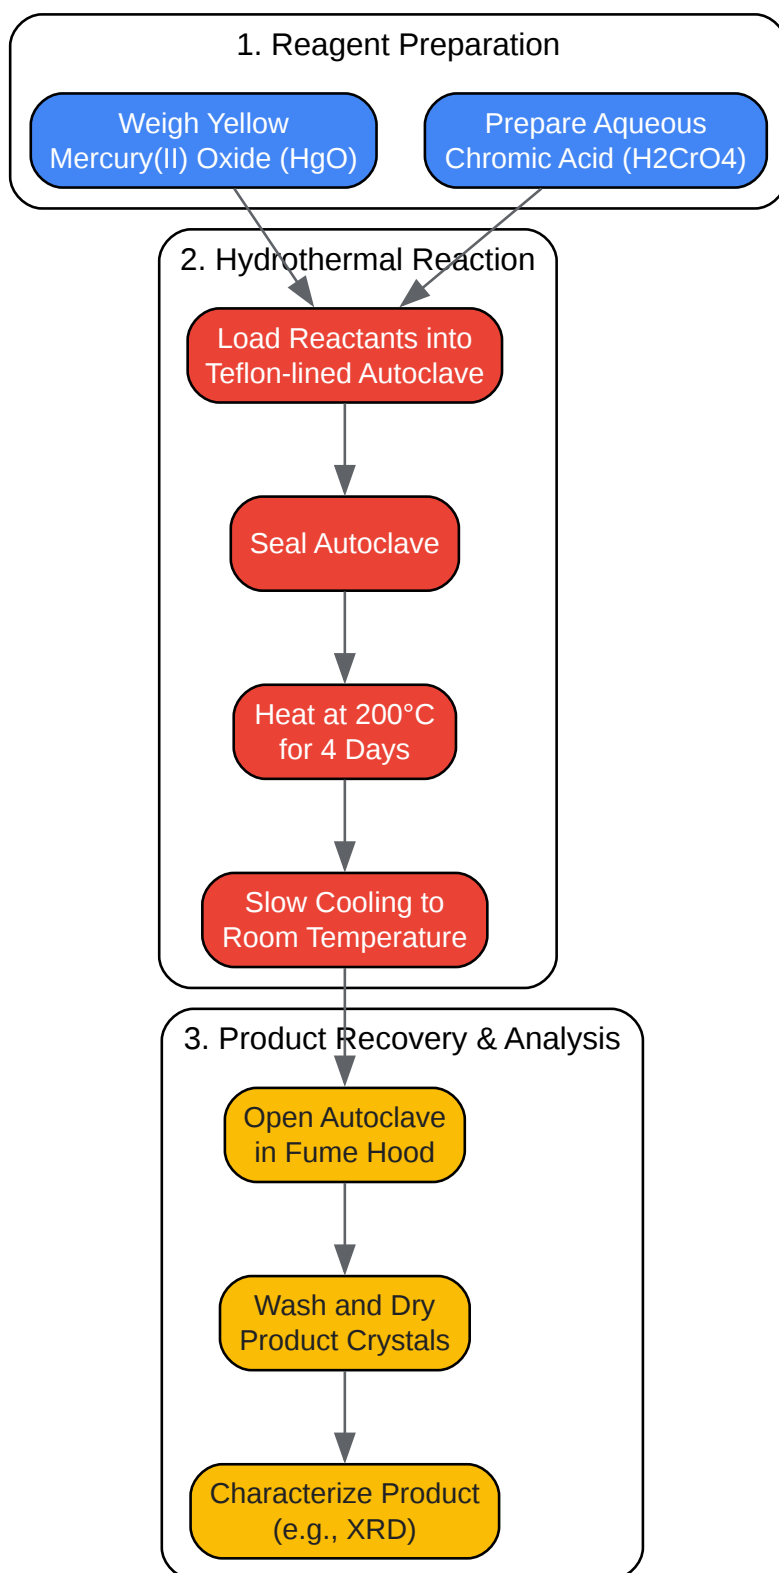 1. Reagent Preparation
Weigh Yellow
Mercury(II) Oxide (HgO)
Prepare Aqueous
Chromic Acid (H2CrO4)
2. Hydrothermal Reaction
Load Reactants into
Teflon-lined Autoclave
Seal Autoclave
Heat at 200°C
for 4 Days
Slow Cooling to
Room Temperature
3. Product Recovery & Analysis
Open Autoclave
in Fume Hood
Wash and Dry
Product Crystals
Characterize Product
(e.g., XRD)